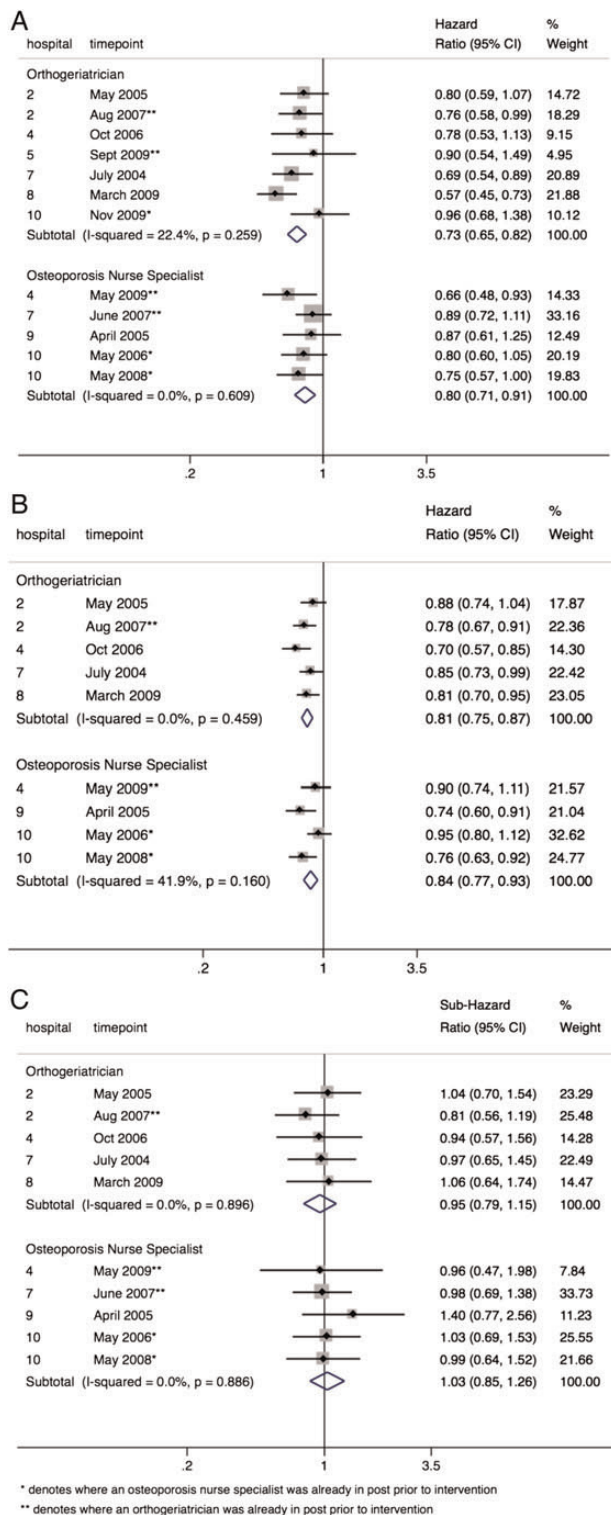 A
Hazard %
hospital timepoint Ratio (95% CI) Weight
Orthogeriatrician
2 May 2005 0.80 (0.59, 1.07) 14.72
2 Aug 2007** 0.76 (0.58, 0.99) 18.29
4 Oct 2006 0.78 (0.53, 1.13) 9.15
5 Sept 2009** 0.90 (0.54, 1.49) 4.95
7 July 2004 0.69 (0.54, 0.89) 20.89
8 March 2009 0.57 (0.45, 0.73) 21.88
10 Nov 2009* 0.96 (0.68, 1.38) 10.12
Subtotal (I-squared = 22.4%, p = 0.259) 0.73 (0.65, 0.82) 100.00
Osteoporosis Nurse Specialist
4 May 2009** 0.66 (0.48, 0.93) 14.33
7 June 2007** 0.89 (0.72, 1.11) 33.16
9 April 2005 0.87 (0.61, 1.25) 12.49
10 May 2006* 0.80 (0.60, 1.05) 20.19
10 May 2008* 0.75 (0.57, 1.00) 19.83
Subtotal (I-squared = 0.0%, p = 0.609) 0.80 (0.71, 0.91) 100.00
.2 1 3.5
B
Hazard %
hospital timepoint Ratio (95% CI) Weight
Orthogeriatrician
2 May 2005 0.88 (0.74, 1.04) 17.87
2 Aug 2007** 0.78 (0.67, 0.91) 22.36
4 Oct 2006 0.70 (0.57, 0.85) 14.30
7 July 2004 0.85 (0.73, 0.99) 22.42
8 March 2009 0.81 (0.70, 0.95) 23.05
Subtotal (I-squared = 0.0%, p = 0.459) 0.81 (0.75, 0.87) 100.00
Osteoporosis Nurse Specialist
4 May 2009** 0.90 (0.74, 1.11) 21.57
9 April 2005 0.74 (0.60, 0.91) 21.04
10 May 2006* 0.95 (0.80, 1.12) 32.62
10 May 2008* 0.76 (0.63, 0.92) 24.77
Subtotal (I-squared = 41.9%, p = 0.160) 0.84 (0.77, 0.93) 100.00
.2 1 3.5
C
Sub-Hazard %
hospital timepoint Ratio (95% CI) Weight
Orthogeriatrician
2 May 2005 1.04 (0.70, 1.54) 23.29
2 Aug 2007** 0.81 (0.56, 1.19) 25.48
4 Oct 2006 0.94 (0.57, 1.56) 14.28
7 July 2004 0.97 (0.65, 1.45) 22.49
8 March 2009 1.06 (0.64, 1.74) 14.47
Subtotal (I-squared = 0.0%, p = 0.896) 0.95 (0.79, 1.15) 100.00
Osteoporosis Nurse Specialist
4 May 2009** 0.96 (0.47, 1.98) 7.84
7 June 2007** 0.98 (0.69, 1.38) 33.73
9 April 2005 1.40 (0.77, 2.56) 11.23
10 May 2006* 1.03 (0.69, 1.53) 25.55
10 May 2008* 0.99 (0.64, 1.52) 21.66
Subtotal (I-squared = 0.0%, p = 0.886) 1.03 (0.85, 1.26) 100.00
.2 1 3.5
* denotes where an osteoporosis nurse specialist was already in post prior to intervention
** denotes where an orthogeriatrician was already in post prior to intervention